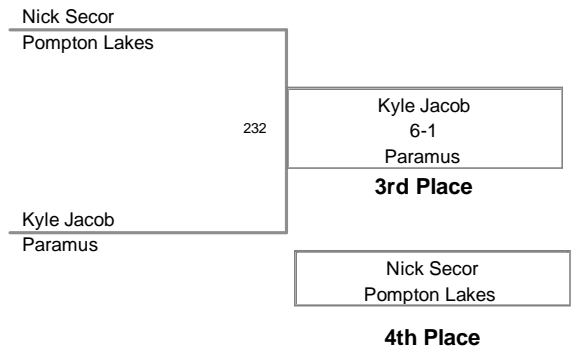 Nick Secor
Pompton Lakes
232
Kyle Jacob
6-1
Paramus
3rd Place
Kyle Jacob
Paramus
Nick Secor
Pompton Lakes
4th Place